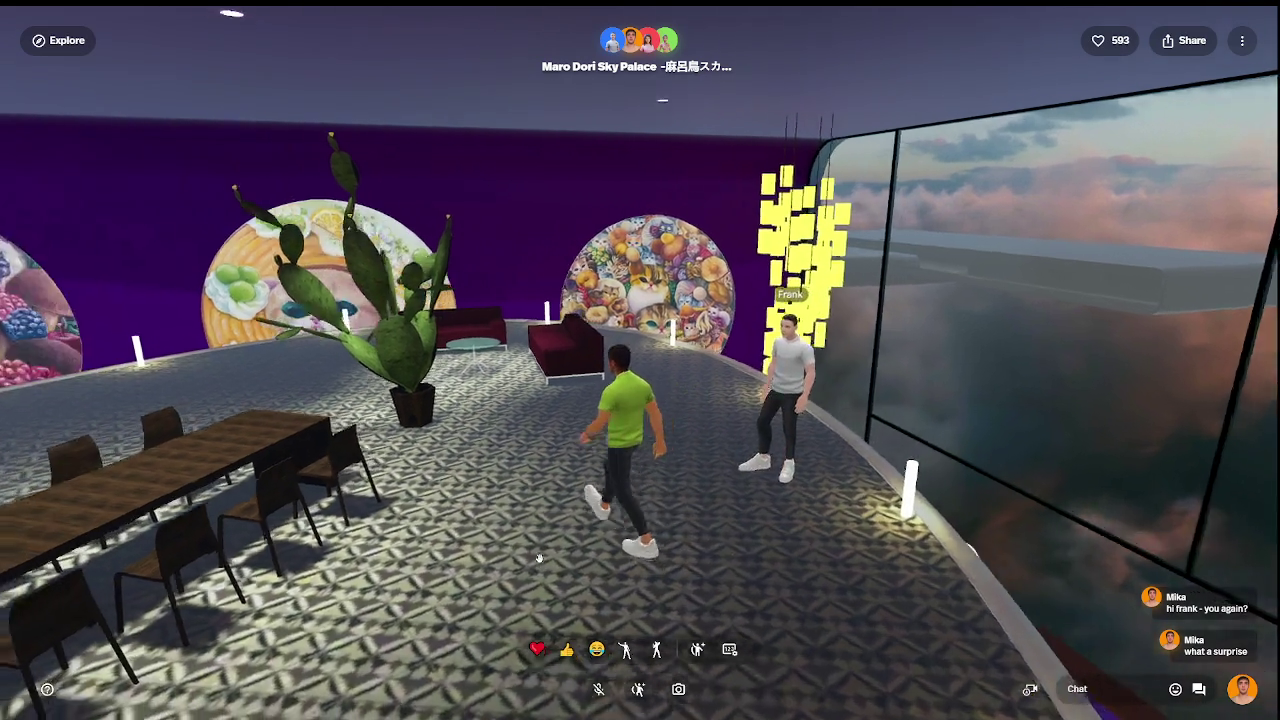 Explore
593
Share
Maro Dori Sky Palace -麻呂鳥スカ...
Frank
Mika
hi frank - you again?
Mika
what a surprise
Chat